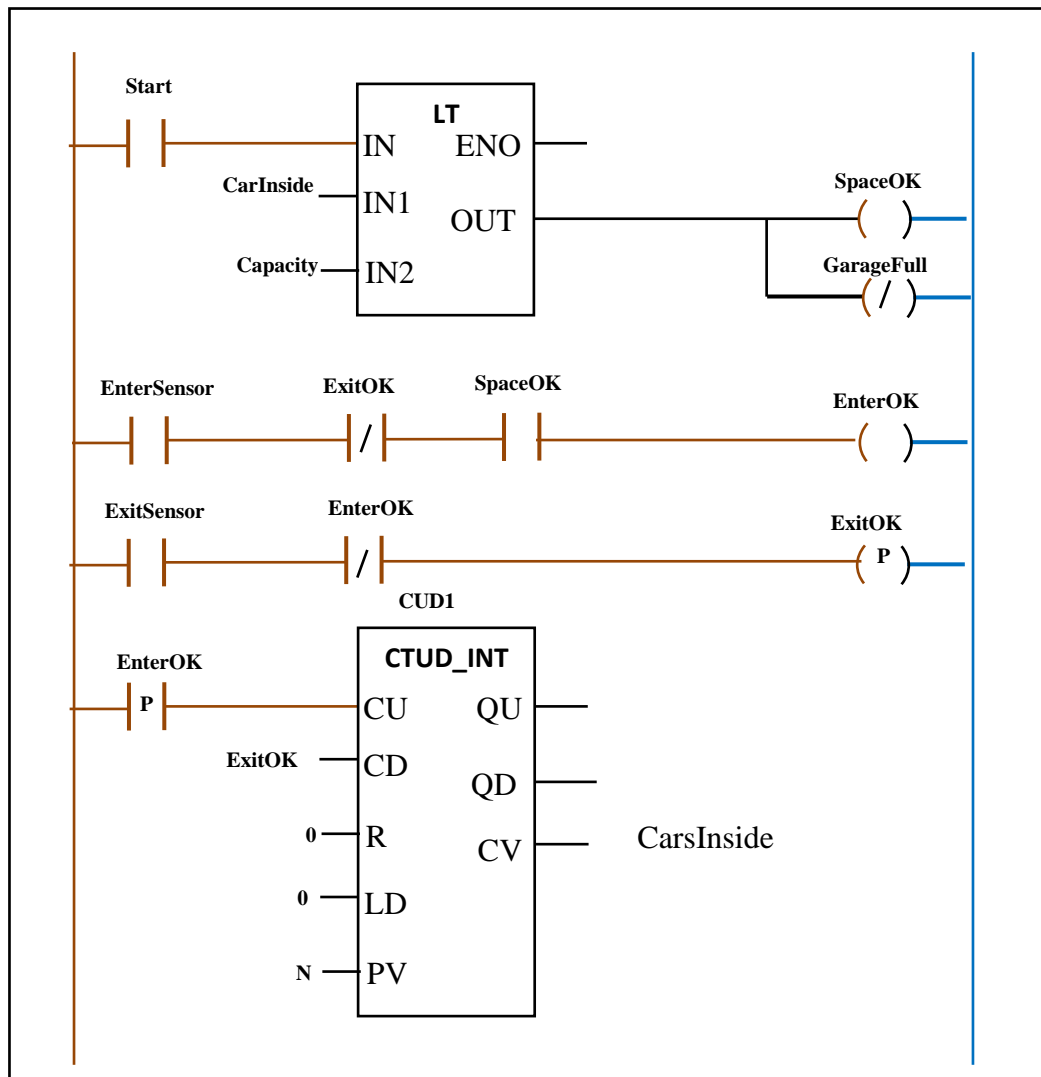 Start
LT
IN ENO
CarInside IN1
OUT
SpaceOK
Capacity IN2
GarageFull
/
EnterSensor ExitOK SpaceOK EnterOK
/
ExitSensor EnterOK ExitOK
/ P
CUD1
CTUD_INT
EnterOK
P CU QU
ExitOK CD QD
0 R CV CarsInside
0 LD
N PV